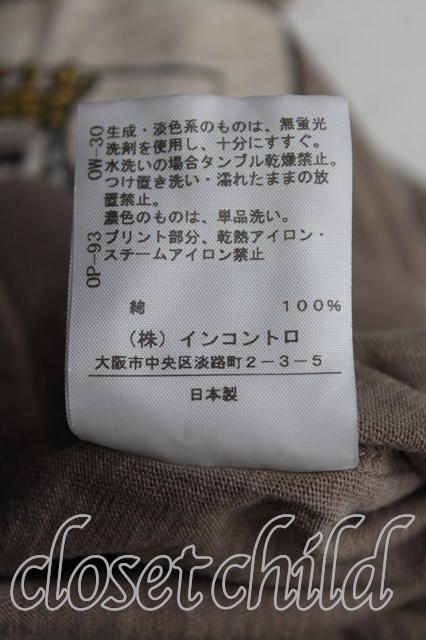 OW-30
生成・淡色系のものは、無蛍光
洗剤を使用し、十分にすすぐ。
水洗いの場合タンブル乾燥禁止。
つけ置き洗い・濡れたままの放
置禁止。
濃色のものは、単品洗い。
OP-93
プリント部分、乾熱アイロン・
スチームアイロン禁止
綿 100%
(株)インコントロ
大阪市中央区淡路町2-3-5
日本製
closet child